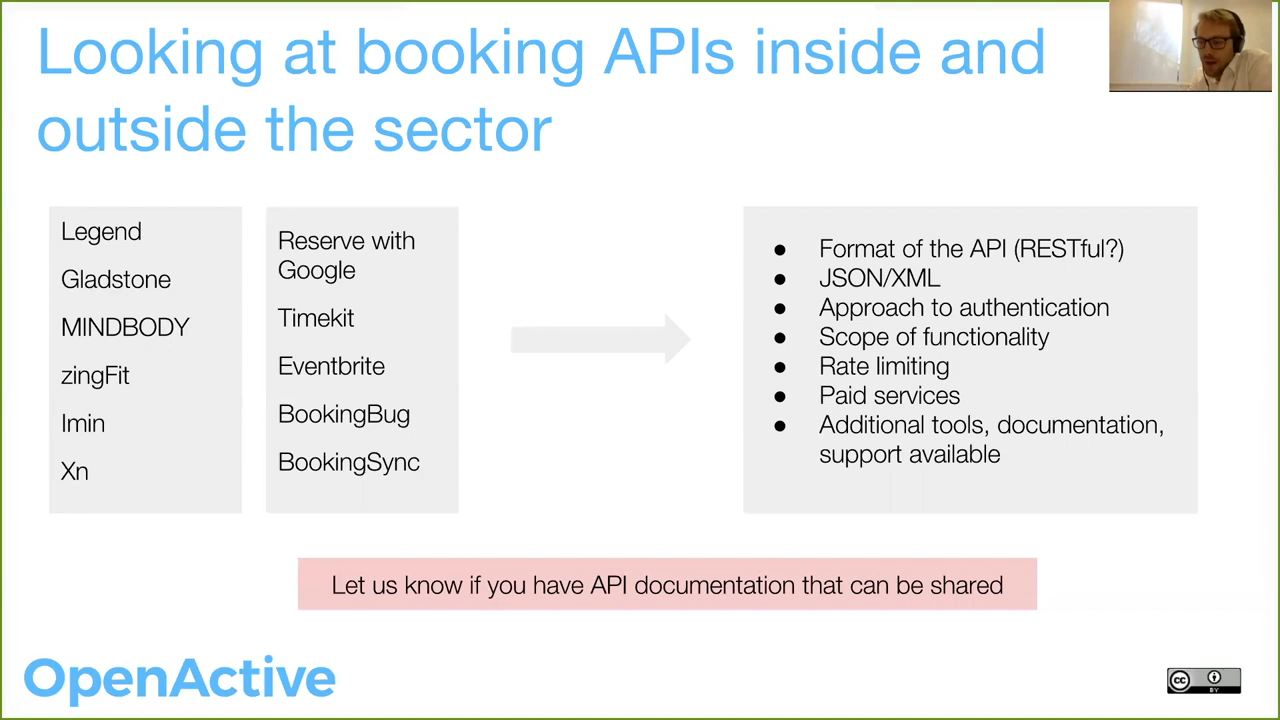 Looking at booking APIs inside and
outside the sector
Legend
Gladstone
MINDBODY
zingFit
Imin
Xn
Reserve with
Google
Timekit
Eventbrite
BookingBug
BookingSync
● Format of the API (RESTful?)
● JSON/XML
● Approach to authentication
● Scope of functionality
● Rate limiting
● Paid services
● Additional tools, documentation,
support available
Let us know if you have API documentation that can be shared
OpenActive
cc
BY